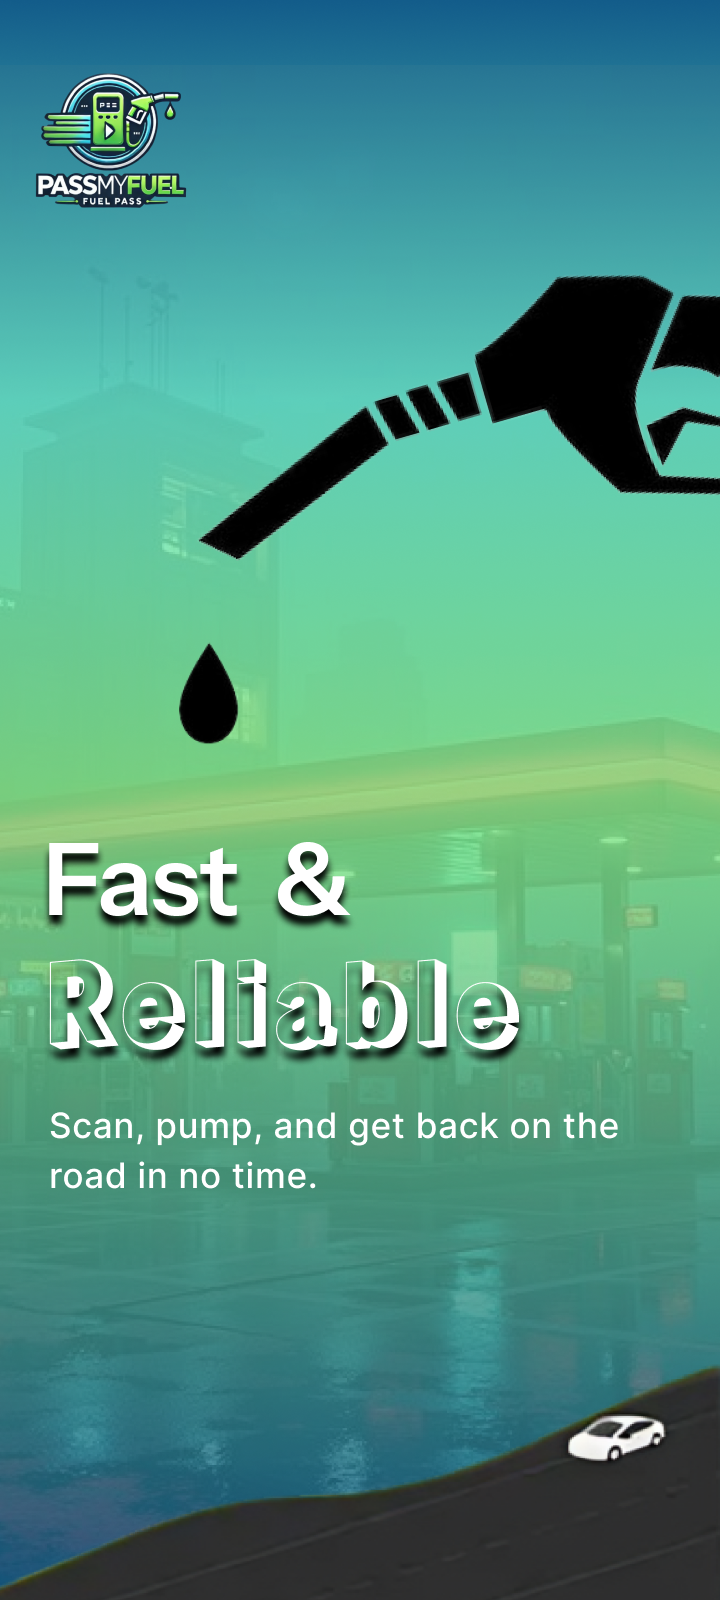 PASSMYFUEL
FUEL PASS
Fast &
Reliable
Scan, pump, and get back on the
road in no time.